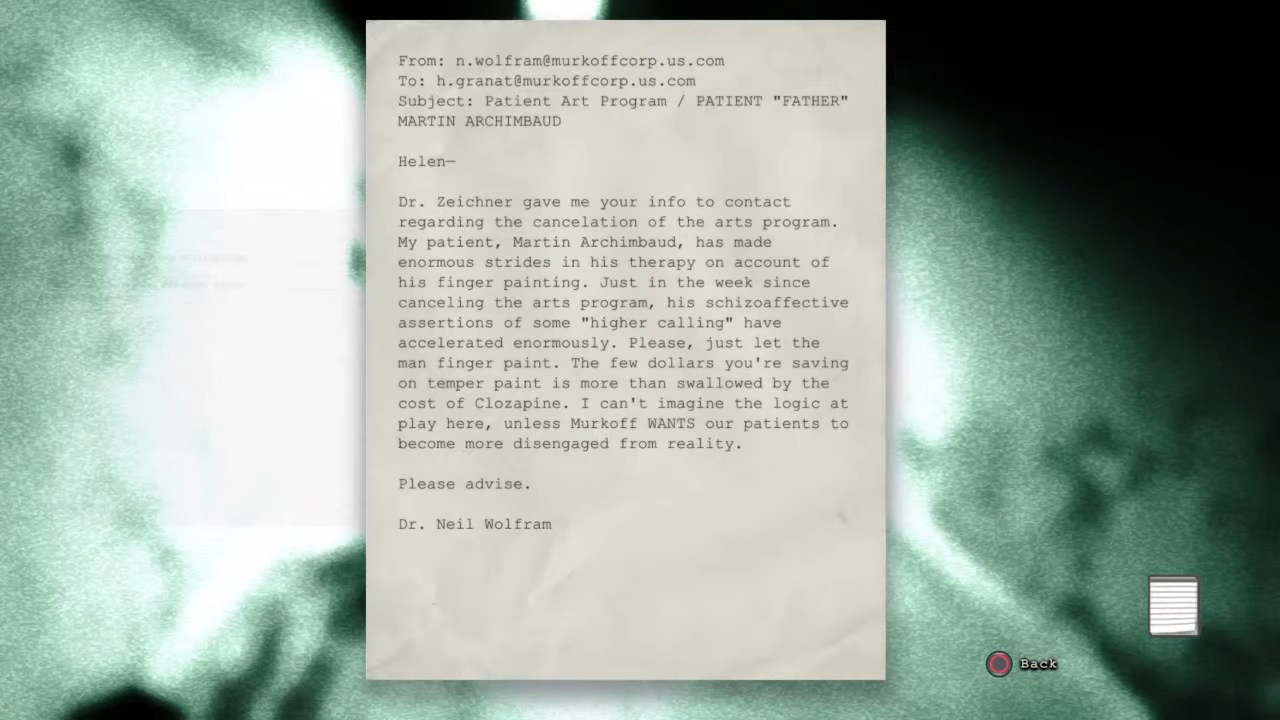 From: n.wolfram@murkoffcorp.us.com
To: h.granat@murkoffcorp.us.com
Subject: Patient Art Program / PATIENT "FATHER"
MARTIN ARCHIMBAUD
Helen—
Dr. Zeichner gave me your info to contact
regarding the cancelation of the arts program.
My patient, Martin Archimbaud, has made
enormous strides in his therapy on account of
his finger painting. Just in the week since
canceling the arts program, his schizoaffective
assertions of some "higher calling" have
accelerated enormously. Please, just let the
man finger paint. The few dollars you're saving
on temper paint is more than swallowed by the
cost of Clozapine. I can't imagine the logic at
play here, unless Murkoff WANTS our patients to
become more disengaged from reality.
Please advise.
Dr. Neil Wolfram
Back